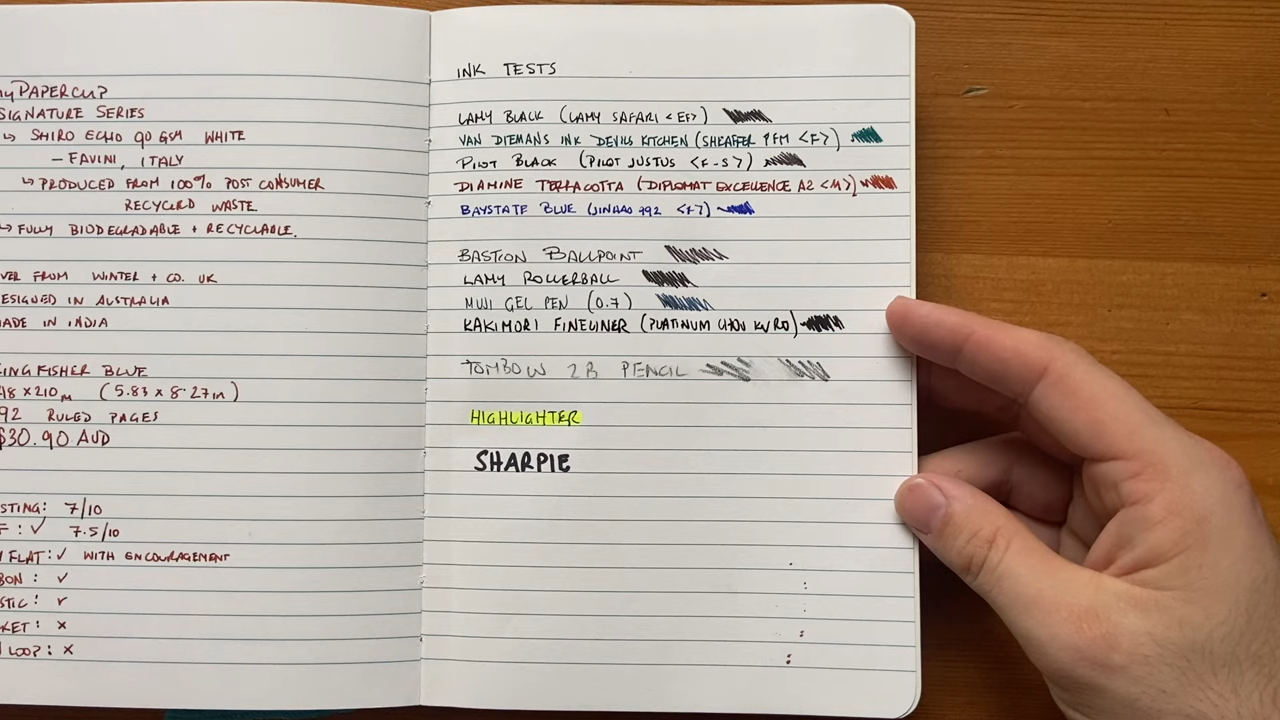 MY PAPERCLIP
SIGNATURE SERIES
↳ SHIRO ECHO 90 GSM WHITE
– FAVINI, ITALY
↳ PRODUCED FROM 100% POST CONSUMER
RECYCLED WASTE.
↳ FULLY BIODEGRADABLE + RECYCLABLE.
VER FROM WINTER + CO. UK
ESIGNED IN AUSTRALIA
ADE IN INDIA
INGFISHER BLUE
48 × 210m (5.83 × 8.27in)
92 RULED PAGES
$30.90 AUD
STING: 7/10
F: ✓ 7.5/10
FLAT: ✓ WITH ENCOURAGEMENT
BON: ✓
STIC: ✓
KET: ×
LOOP: ×
INK TESTS
LAMY BLACK (LAMY SAFARI <EF>)
VAN DIEMANS INK DEVILS KITCHEN (SHEAFFER PFM <F>)
PILOT BLACK (PILOT JUSTUS <F-S>)
DIAMINE TERRACOTTA (DIPLOMAT EXCELLENCE A2 <M>)
BAYSTATE BLUE (JINHAO 992 <F>)
BASTION BALLPOINT
LAMY ROLLERBALL
MUJI GEL PEN (0.7)
KAKIMORI FINELINER (PLATINUM CHOU KURO)
TOMBOW 2B PENCIL
HIGHLIGHTER
SHARPIE